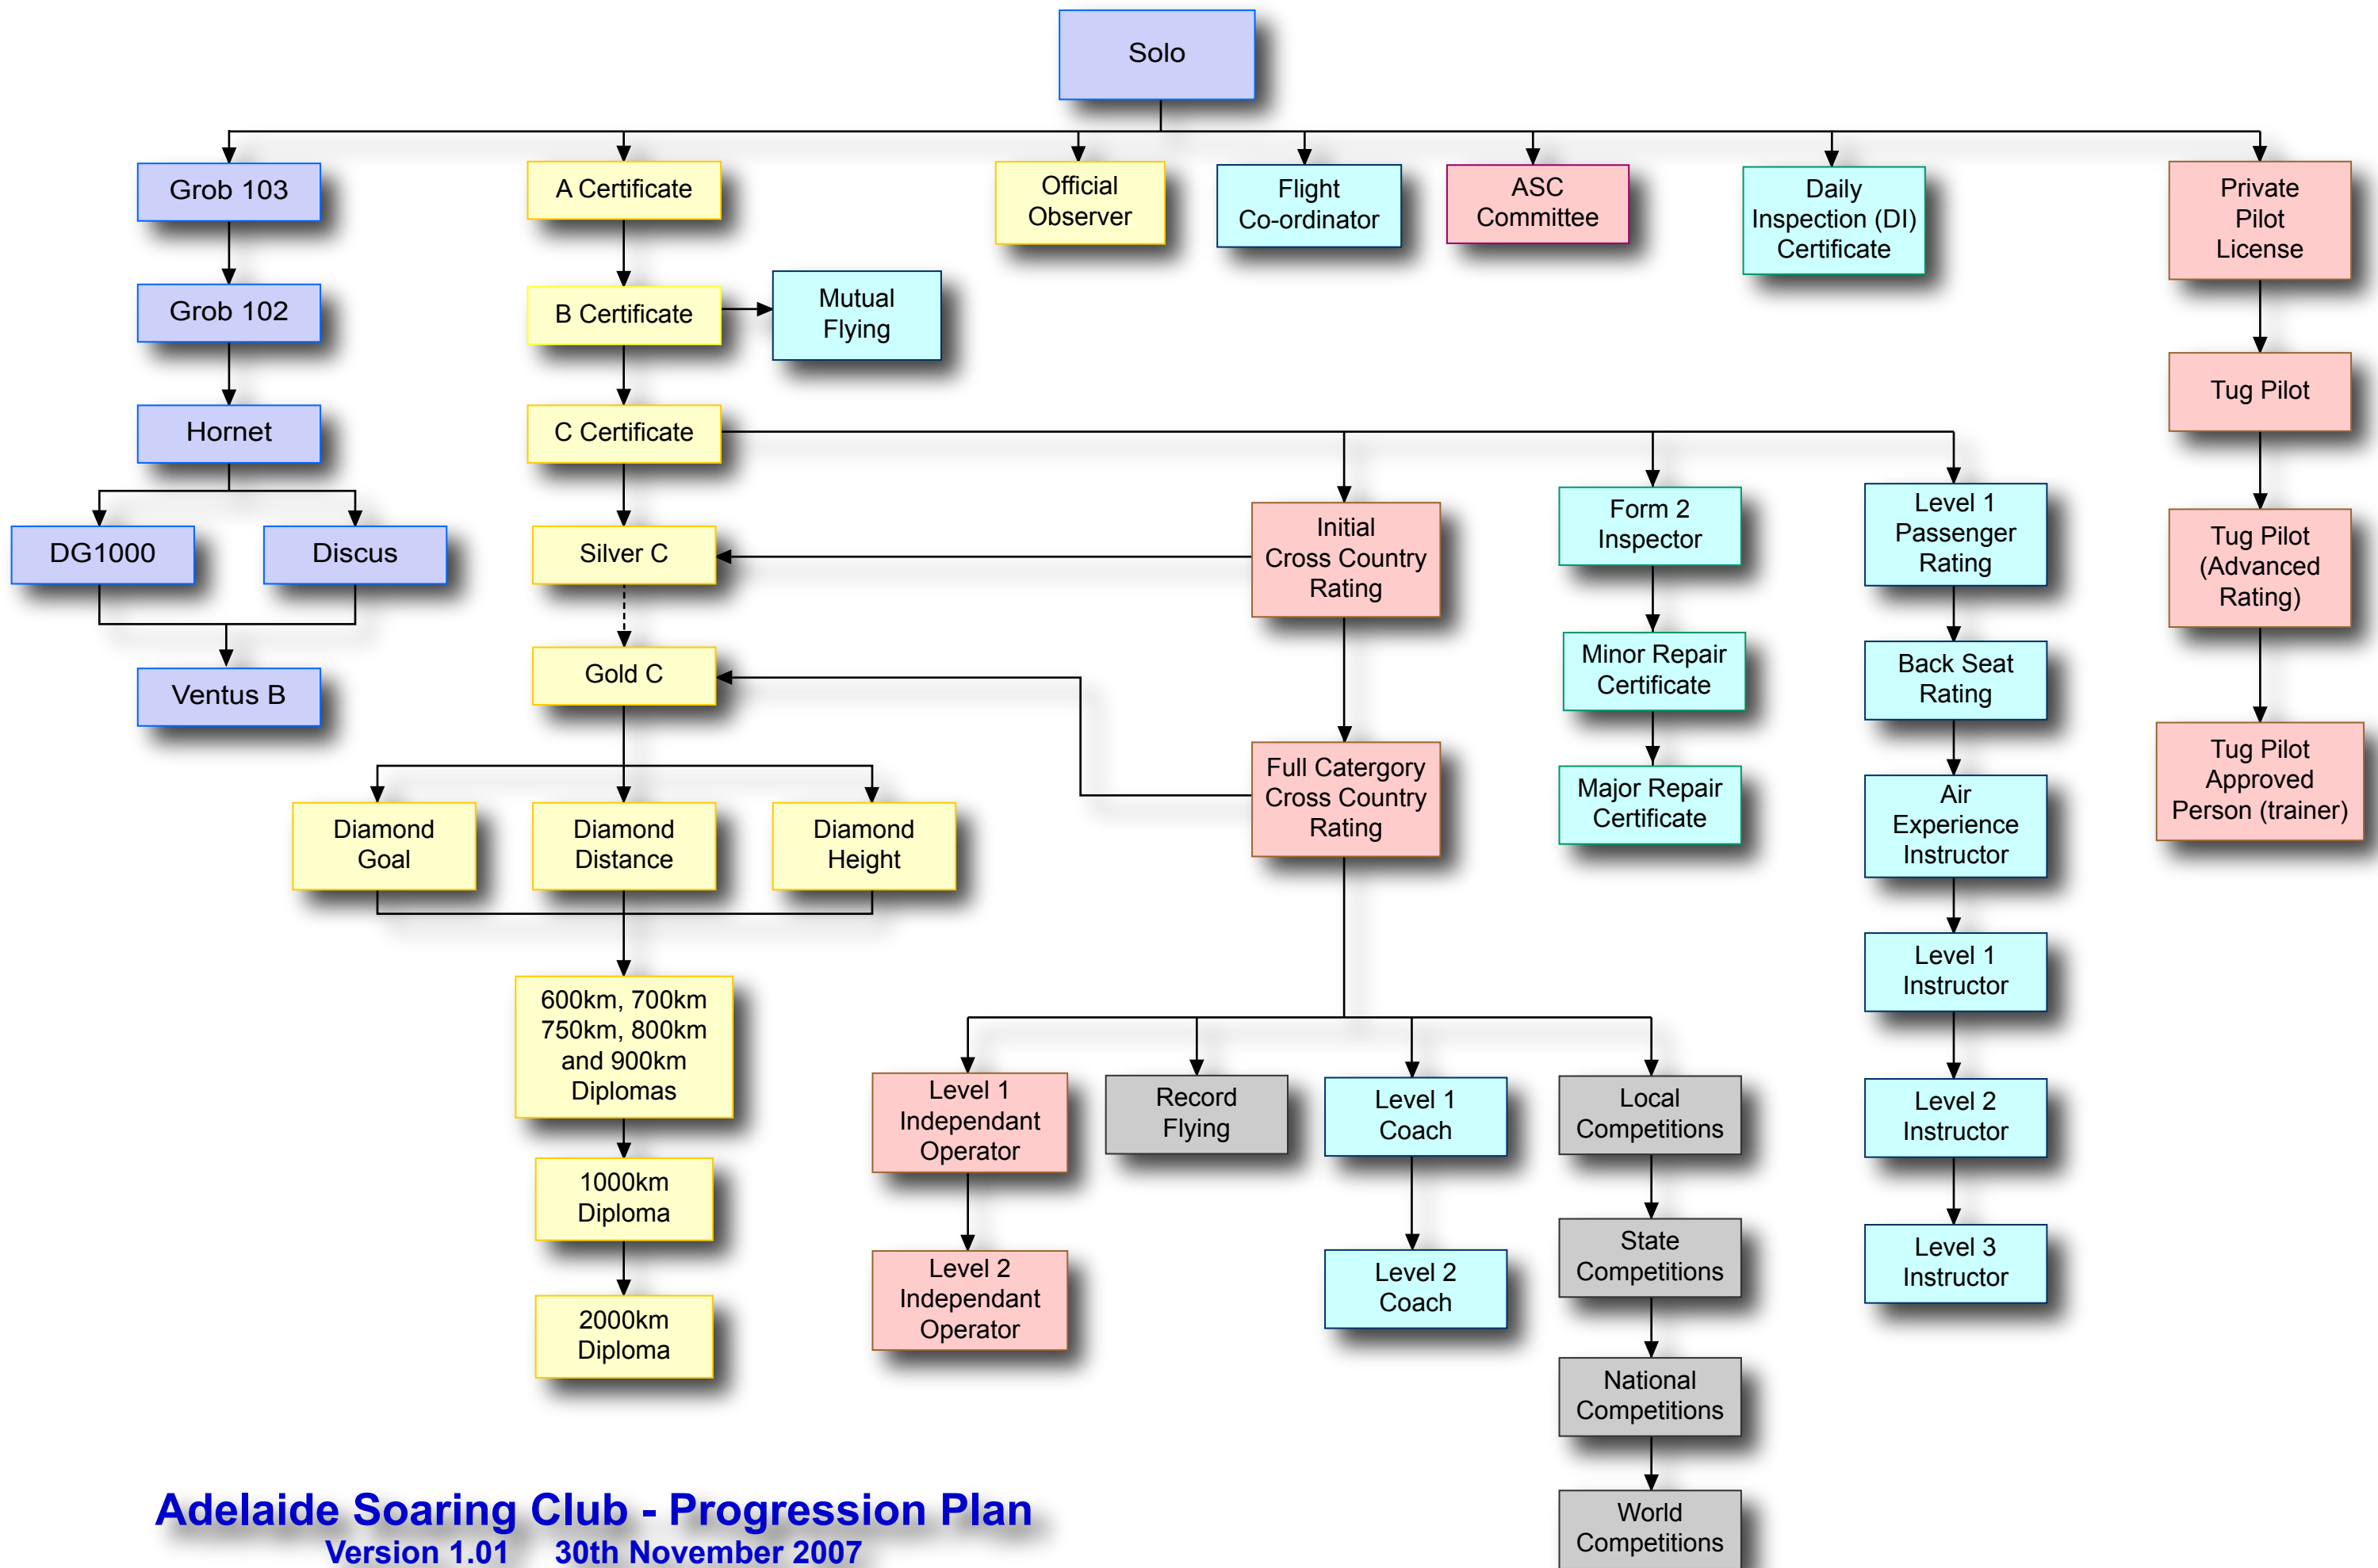 Solo
Grob 103
A Certificate
Official
Observer
Flight
Co-ordinator
ASC
Committee
Daily
Inspection (DI)
Certificate
Private
Pilot
License
Grob 102
B Certificate
Mutual
Flying
Tug Pilot
Hornet
C Certificate
DG1000
Discus
Silver C
Initial
Cross Country
Rating
Form 2
Inspector
Level 1
Passenger
Rating
Tug Pilot
(Advanced
Rating)
Ventus B
Gold C
Minor Repair
Certificate
Back Seat
Rating
Full Catergory
Cross Country
Rating
Major Repair
Certificate
Air
Experience
Instructor
Tug Pilot
Approved
Person (trainer)
Diamond
Goal
Diamond
Distance
Diamond
Height
Level 1
Instructor
600km, 700km
750km, 800km
and 900km
Diplomas
Level 1
Independant
Operator
Record
Flying
Level 1
Coach
Local
Competitions
Level 2
Instructor
1000km
Diploma
Level 2
Independant
Operator
Level 2
Coach
State
Competitions
Level 3
Instructor
2000km
Diploma
National
Competitions
World
Competitions
Adelaide Soaring Club - Progression Plan
Version 1.01 30th November 2007